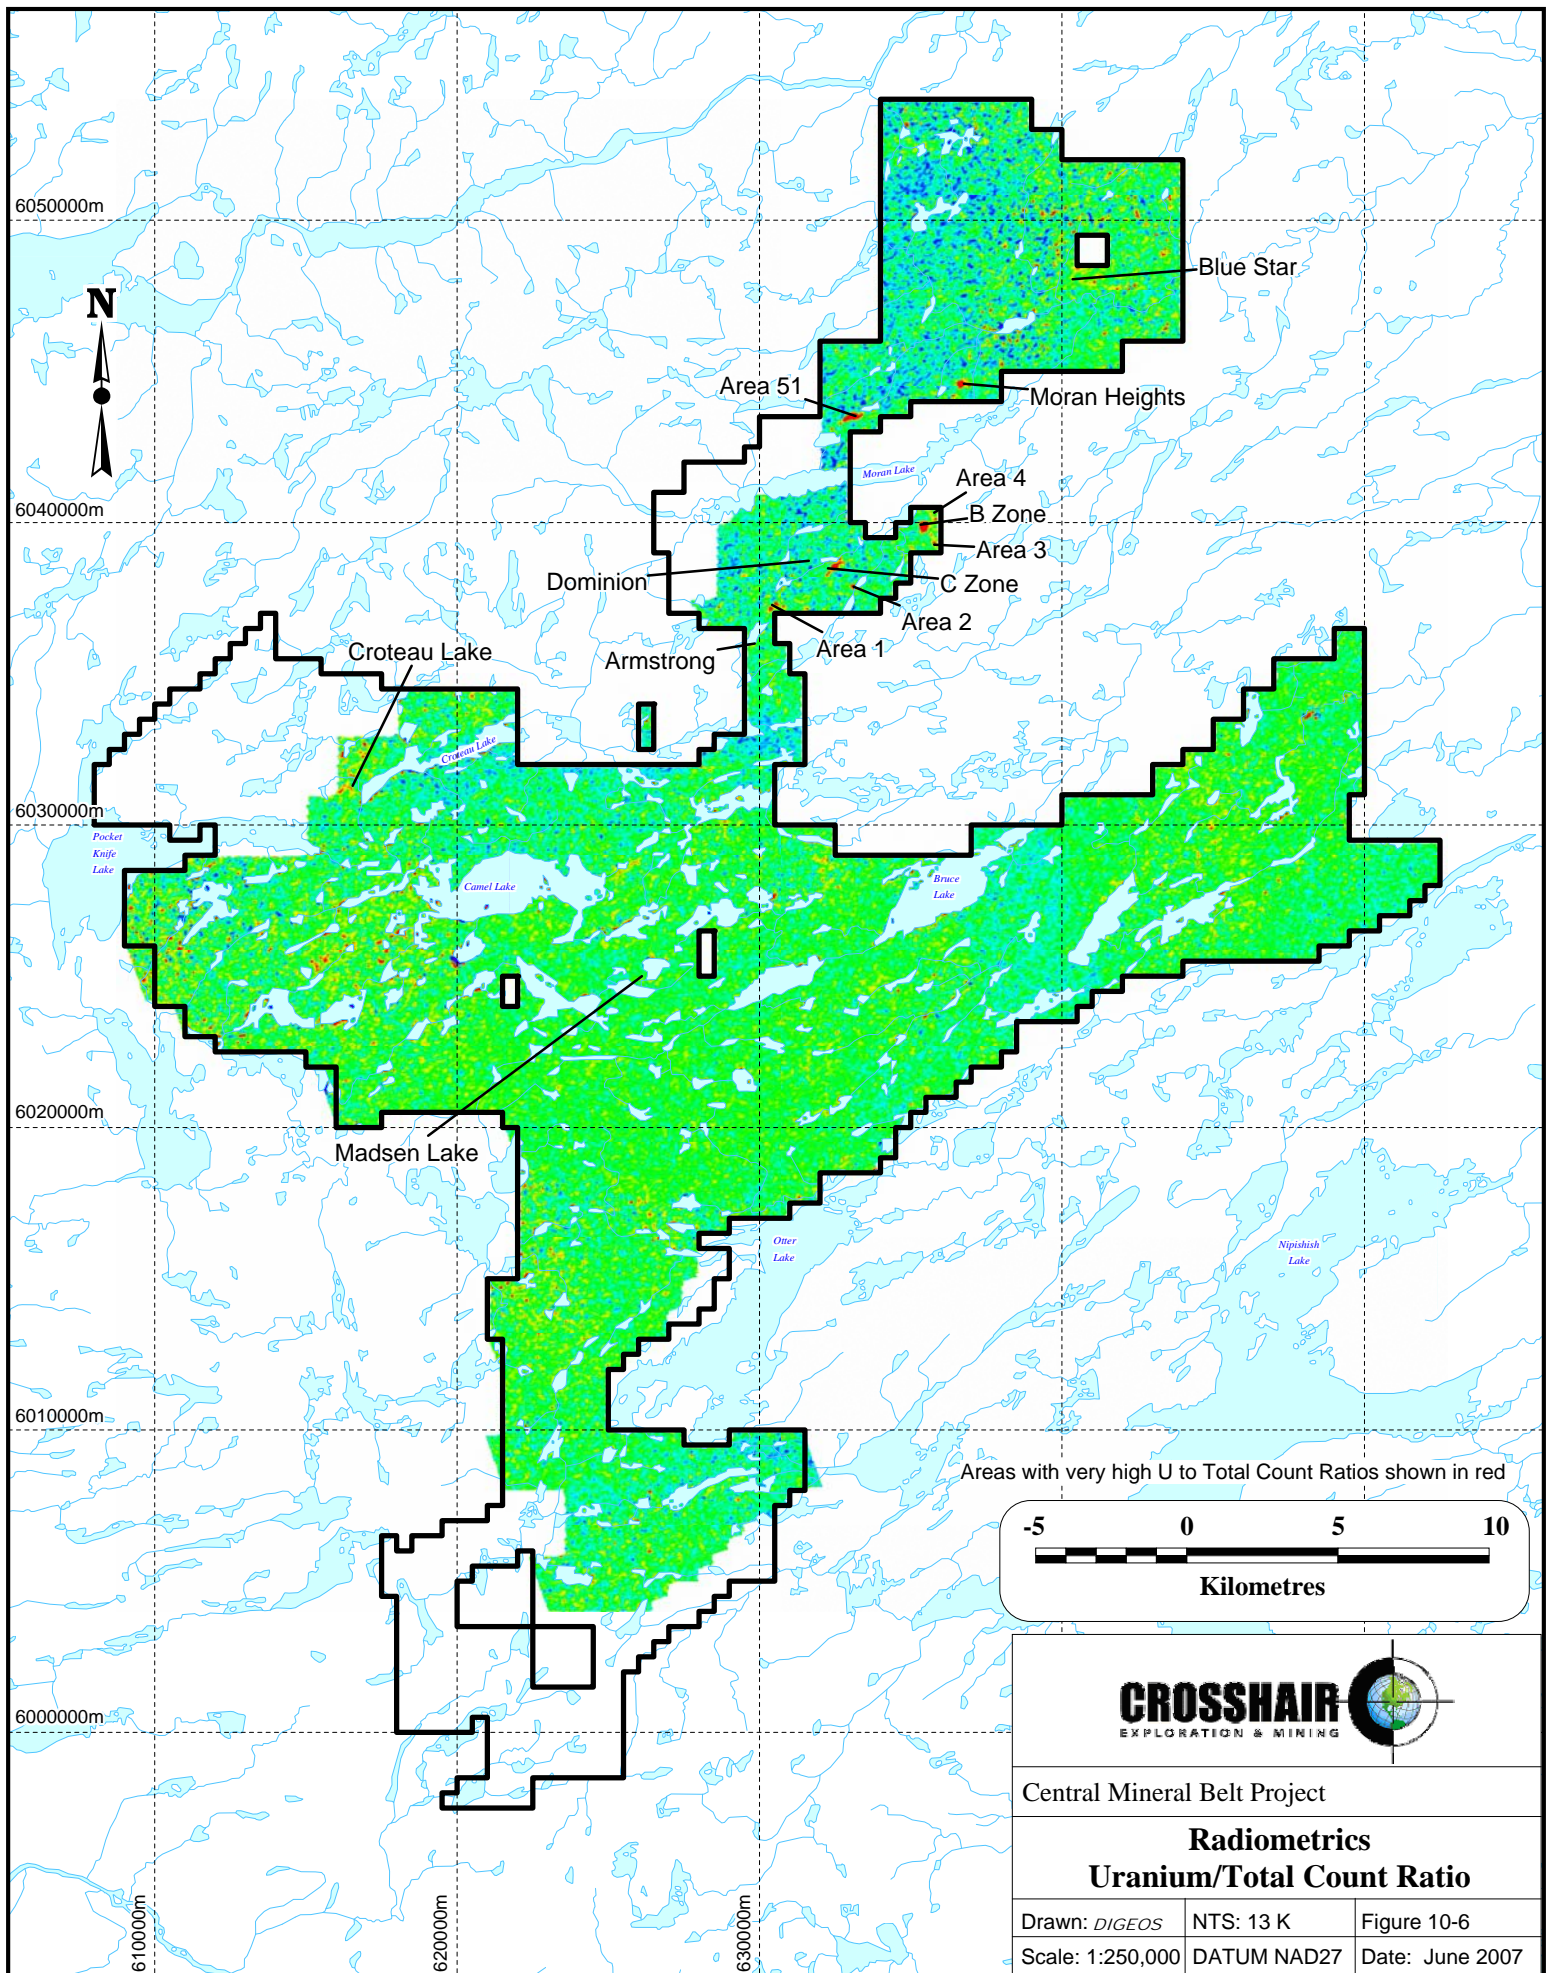 6050000m
N
Blue Star
Area 51
Moran Heights
Moran Lake
Area 4
6040000m
B Zone
Area 3
Dominion
C Zone
Area 2
Area 1
Croteau Lake
Armstrong
Croteau Lake
6030000m
Pocket
Knife
Lake
Camel Lake
Bruce
Lake
6020000m
Madsen Lake
Otter
Lake
Nipishish
Lake
6010000m
Areas with very high U to Total Count Ratios shown in red
-5 0 5 10
Kilometres
CROSSHAIR
EXPLORATION & MINING
6000000m
Central Mineral Belt Project
Radiometrics
Uranium/Total Count Ratio
610000m
620000m
630000m
Drawn: DIGEOS NTS: 13 K Figure 10-6
Scale: 1:250,000 DATUM NAD27 Date: June 2007